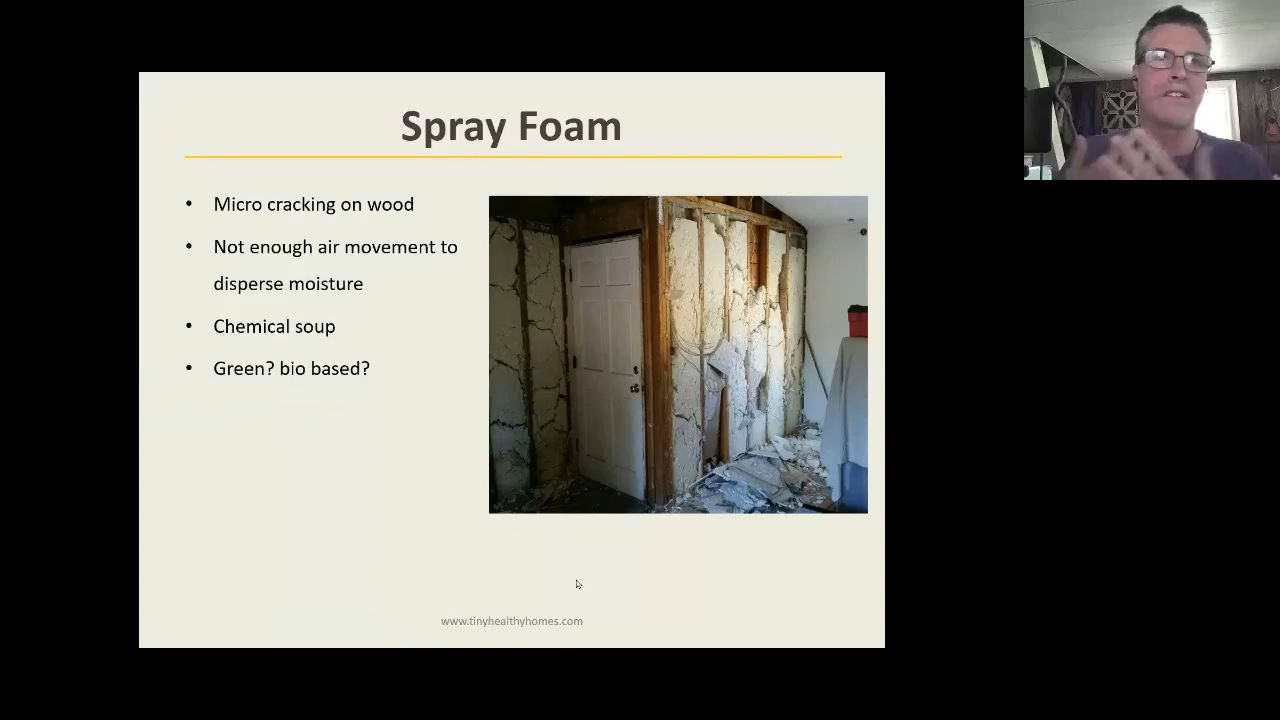 Spray Foam
• Micro cracking on wood
• Not enough air movement to
disperse moisture
• Chemical soup
• Green? bio based?
www.tinyhealthyhomes.com